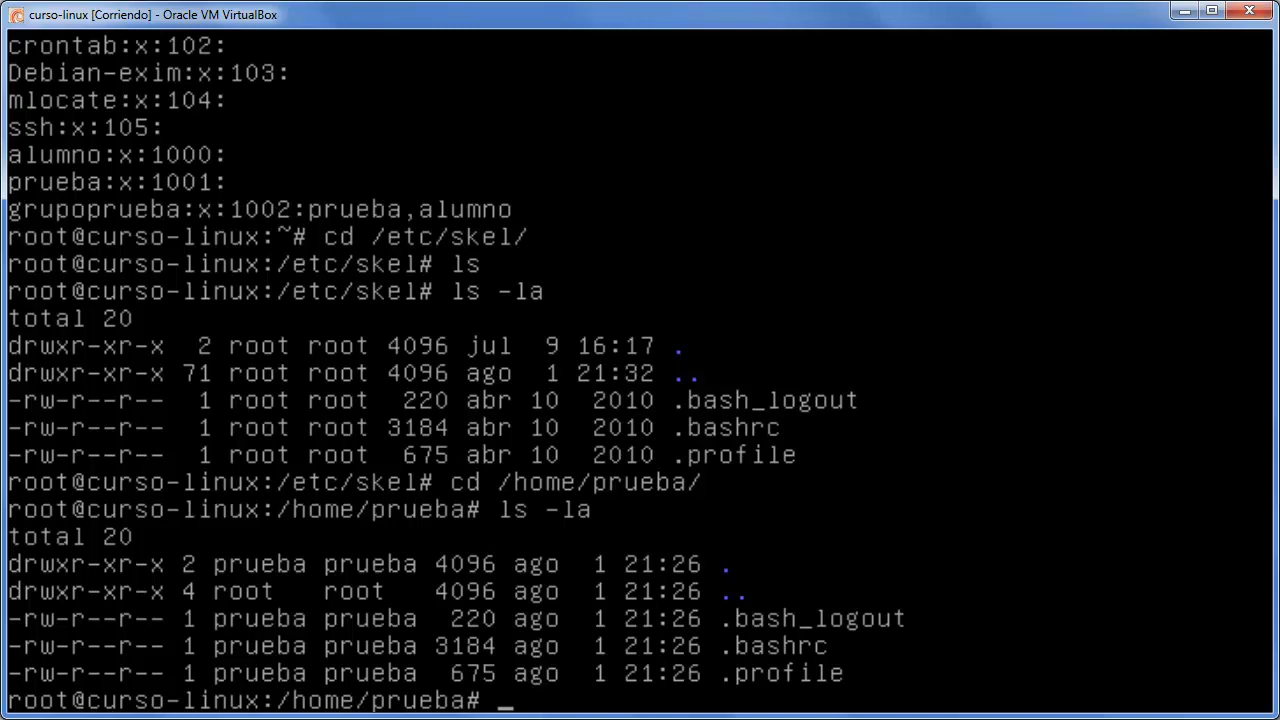 curso-linux [Corriendo] - Oracle VM VirtualBox
crontab:x:102:
Debian-exim:x:103:
mlocate:x:104:
ssh:x:105:
alumno:x:1000:
prueba:x:1001:
grupoprueba:x:1002:prueba,alumno
root@curso-linux:~# cd /etc/skel/
root@curso-linux:/etc/skel# ls
root@curso-linux:/etc/skel# ls -la
total 20
drwxr-xr-x  2 root root 4096 jul  9 16:17 .
drwxr-xr-x 71 root root 4096 ago  1 21:32 ..
-rw-r--r--  1 root root  220 abr 10  2010 .bash_logout
-rw-r--r--  1 root root 3184 abr 10  2010 .bashrc
-rw-r--r--  1 root root  675 abr 10  2010 .profile
root@curso-linux:/etc/skel# cd /home/prueba/
root@curso-linux:/home/prueba# ls -la
total 20
drwxr-xr-x 2 prueba prueba 4096 ago  1 21:26 .
drwxr-xr-x 4 root   root   4096 ago  1 21:26 ..
-rw-r--r-- 1 prueba prueba  220 ago  1 21:26 .bash_logout
-rw-r--r-- 1 prueba prueba 3184 ago  1 21:26 .bashrc
-rw-r--r-- 1 prueba prueba  675 ago  1 21:26 .profile
root@curso-linux:/home/prueba# _